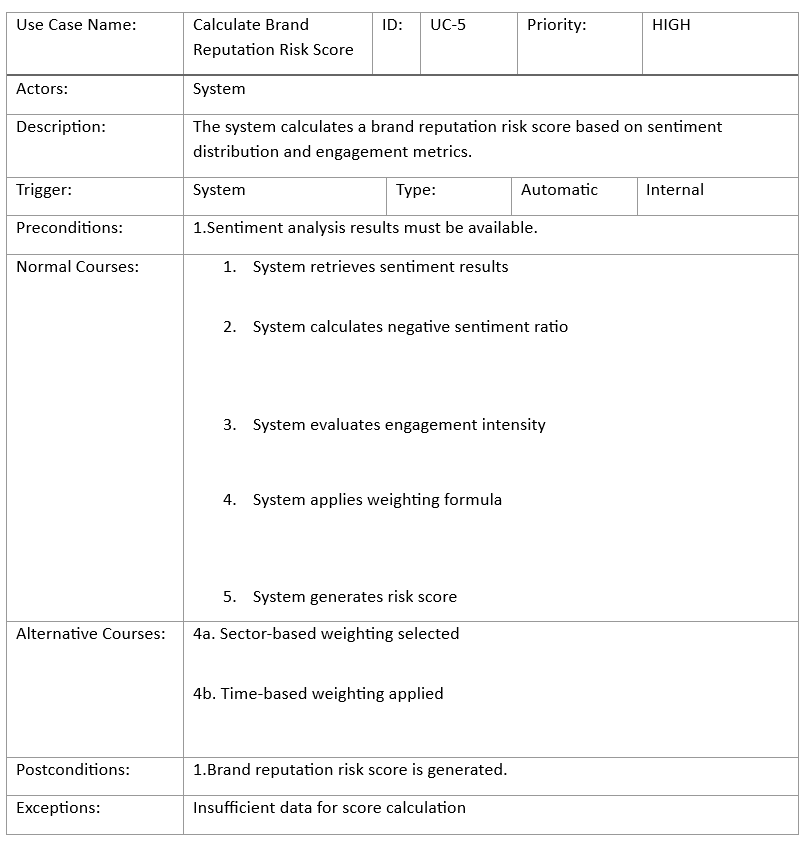 Use Case Name: Calculate Brand Reputation Risk Score ID: UC-5 Priority: HIGH
Actors: System
Description: The system calculates a brand reputation risk score based on sentiment
distribution and engagement metrics.
Trigger: System Type: Automatic Internal
Preconditions: 1.Sentiment analysis results must be available.
Normal Courses: 1. System retrieves sentiment results
2. System calculates negative sentiment ratio
3. System evaluates engagement intensity
4. System applies weighting formula
5. System generates risk score
Alternative Courses: 4a. Sector-based weighting selected
4b. Time-based weighting applied
Postconditions: 1.Brand reputation risk score is generated.
Exceptions: Insufficient data for score calculation